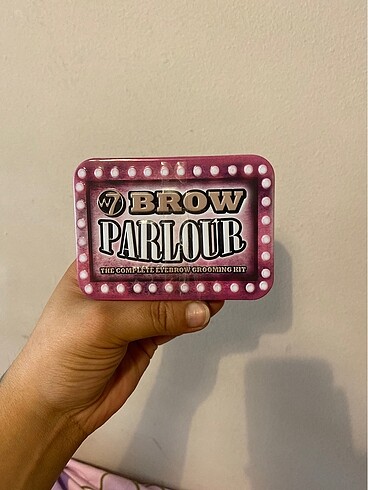 W7 BROW
PARLOUR
THE COMPLETE EYEBROW GROOMING KIT